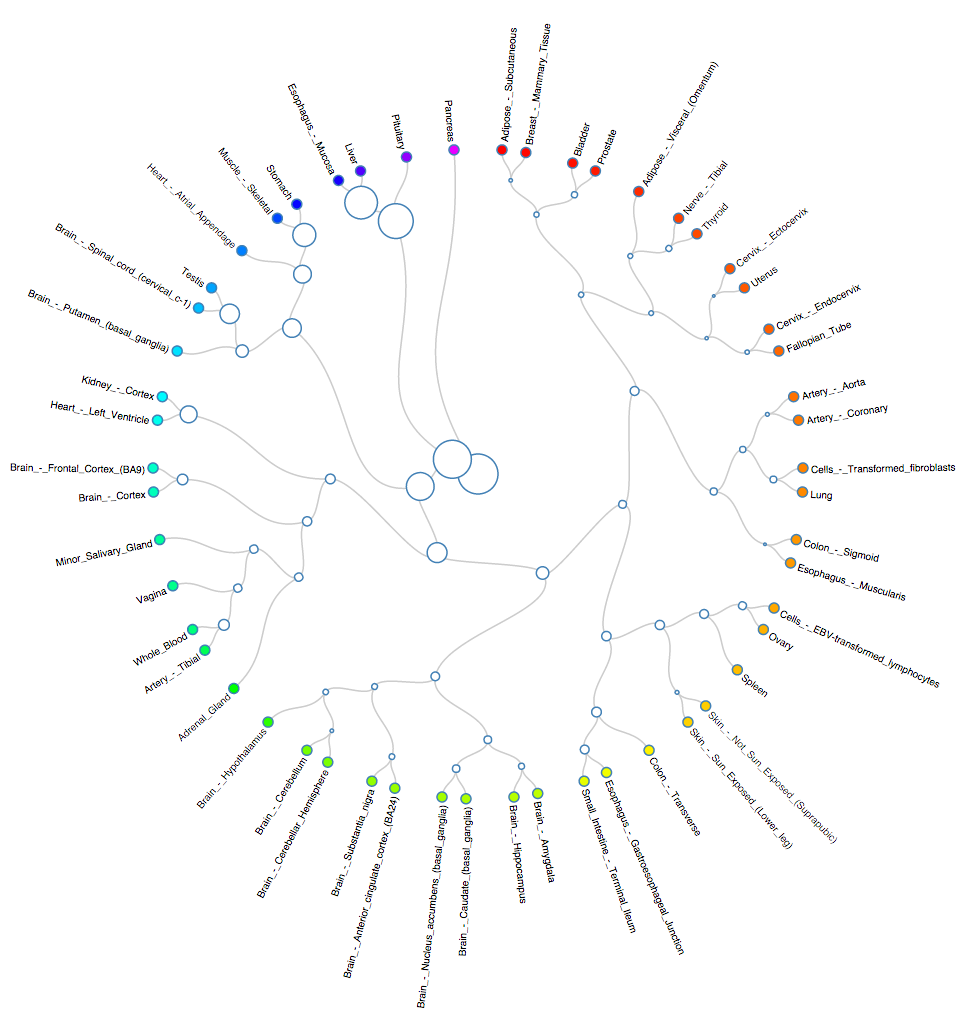 Adipose_-_Subcutaneous
Breast_-_Mammary_Tissue
Bladder
Prostate
Adipose_-_Visceral_(Omentum)
Nerve_-_Tibial
Thyroid
Cervix_-_Ectocervix
Uterus
Cervix_-_Endocervix
Fallopian_Tube
Artery_-_Aorta
Artery_-_Coronary
Cells_-_Transformed_fibroblasts
Lung
Colon_-_Sigmoid
Esophagus_-_Muscularis
Cells_-_EBV-transformed_lymphocytes
Ovary
Spleen
Skin_-_Not_Sun_Exposed_(Suprapubic)
Skin_-_Sun_Exposed_(Lower_leg)
Colon_-_Transverse
Esophagus_-_Gastroesophageal_Junction
Small_Intestine_-_Terminal_Ileum
Brain_-_Amygdala
Brain_-_Hippocampus
Brain_-_Caudate_(basal_ganglia)
Brain_-_Nucleus_accumbens_(basal_ganglia)
Brain_-_Anterior_cingulate_cortex_(BA24)
Brain_-_Substantia_nigra
Brain_-_Cerebellar_Hemisphere
Brain_-_Cerebellum
Brain_-_Hypothalamus
Adrenal_Gland
Artery_-_Tibial
Whole_Blood
Vagina
Minor_Salivary_Gland
Brain_-_Cortex
Brain_-_Frontal_Cortex_(BA9)
Heart_-_Left_Ventricle
Kidney_-_Cortex
Brain_-_Putamen_(basal_ganglia)
Brain_-_Spinal_cord_(cervical_c-1)
Testis
Heart_-_Atrial_Appendage
Muscle_-_Skeletal
Stomach
Esophagus_-_Mucosa
Liver
Pituitary
Pancreas